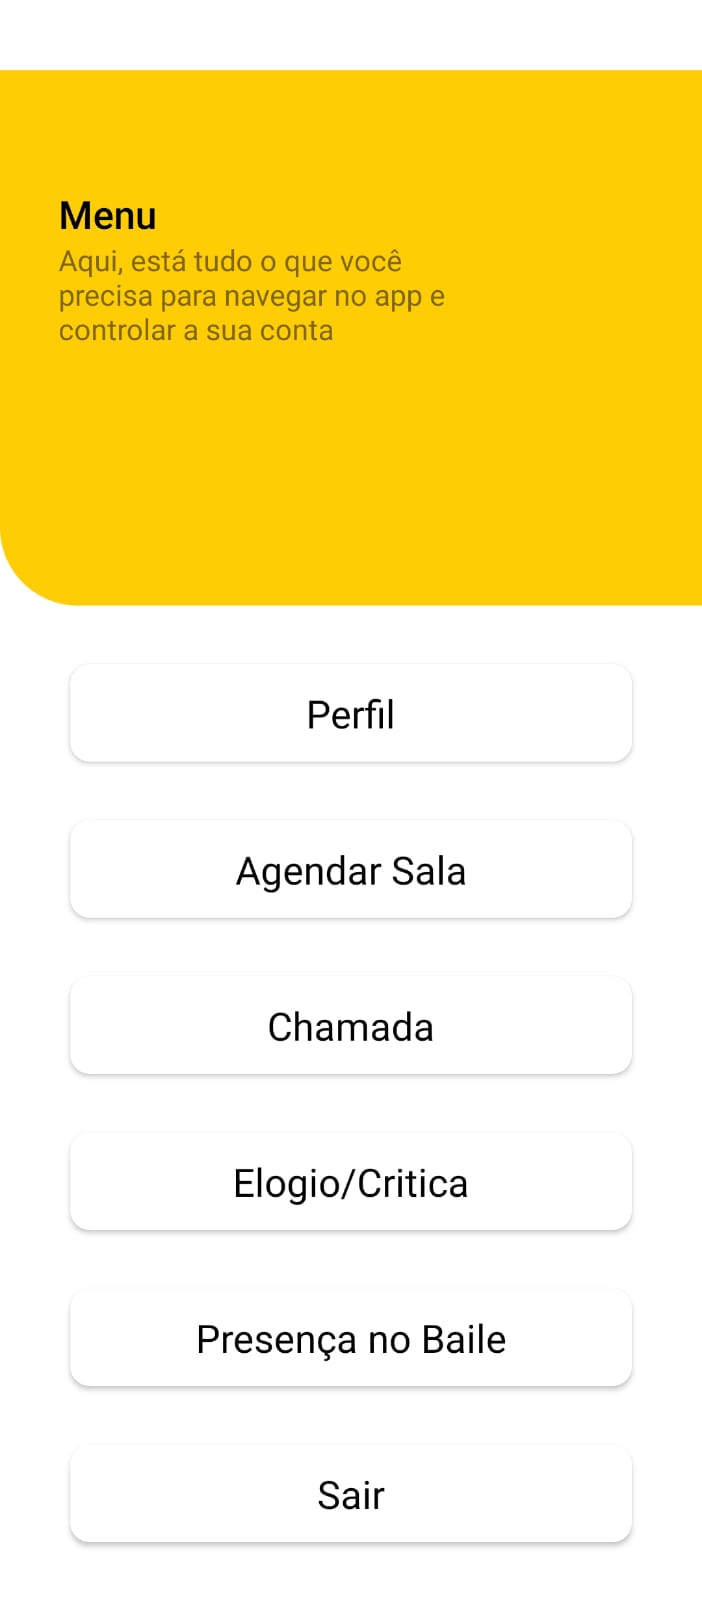 Menu
Aqui, está tudo o que você
precisa para navegar no app e
controlar a sua conta
Perfil
Agendar Sala
Chamada
Elogio/Critica
Presença no Baile
Sair